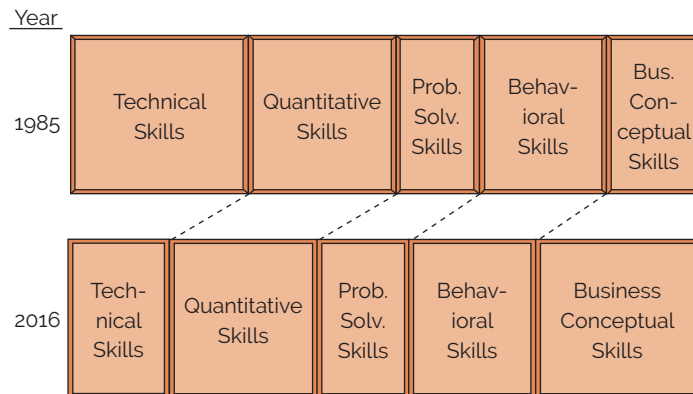 Year
1985
Technical
Skills
Quantitative
Skills
Prob.
Solv.
Skills
Behav-
ioral
Skills
Bus.
Con-
ceptual
Skills
2016
Tech-
nical
Skills
Quantitative
Skills
Prob.
Solv.
Skills
Behav-
ioral
Skills
Business
Conceptual
Skills